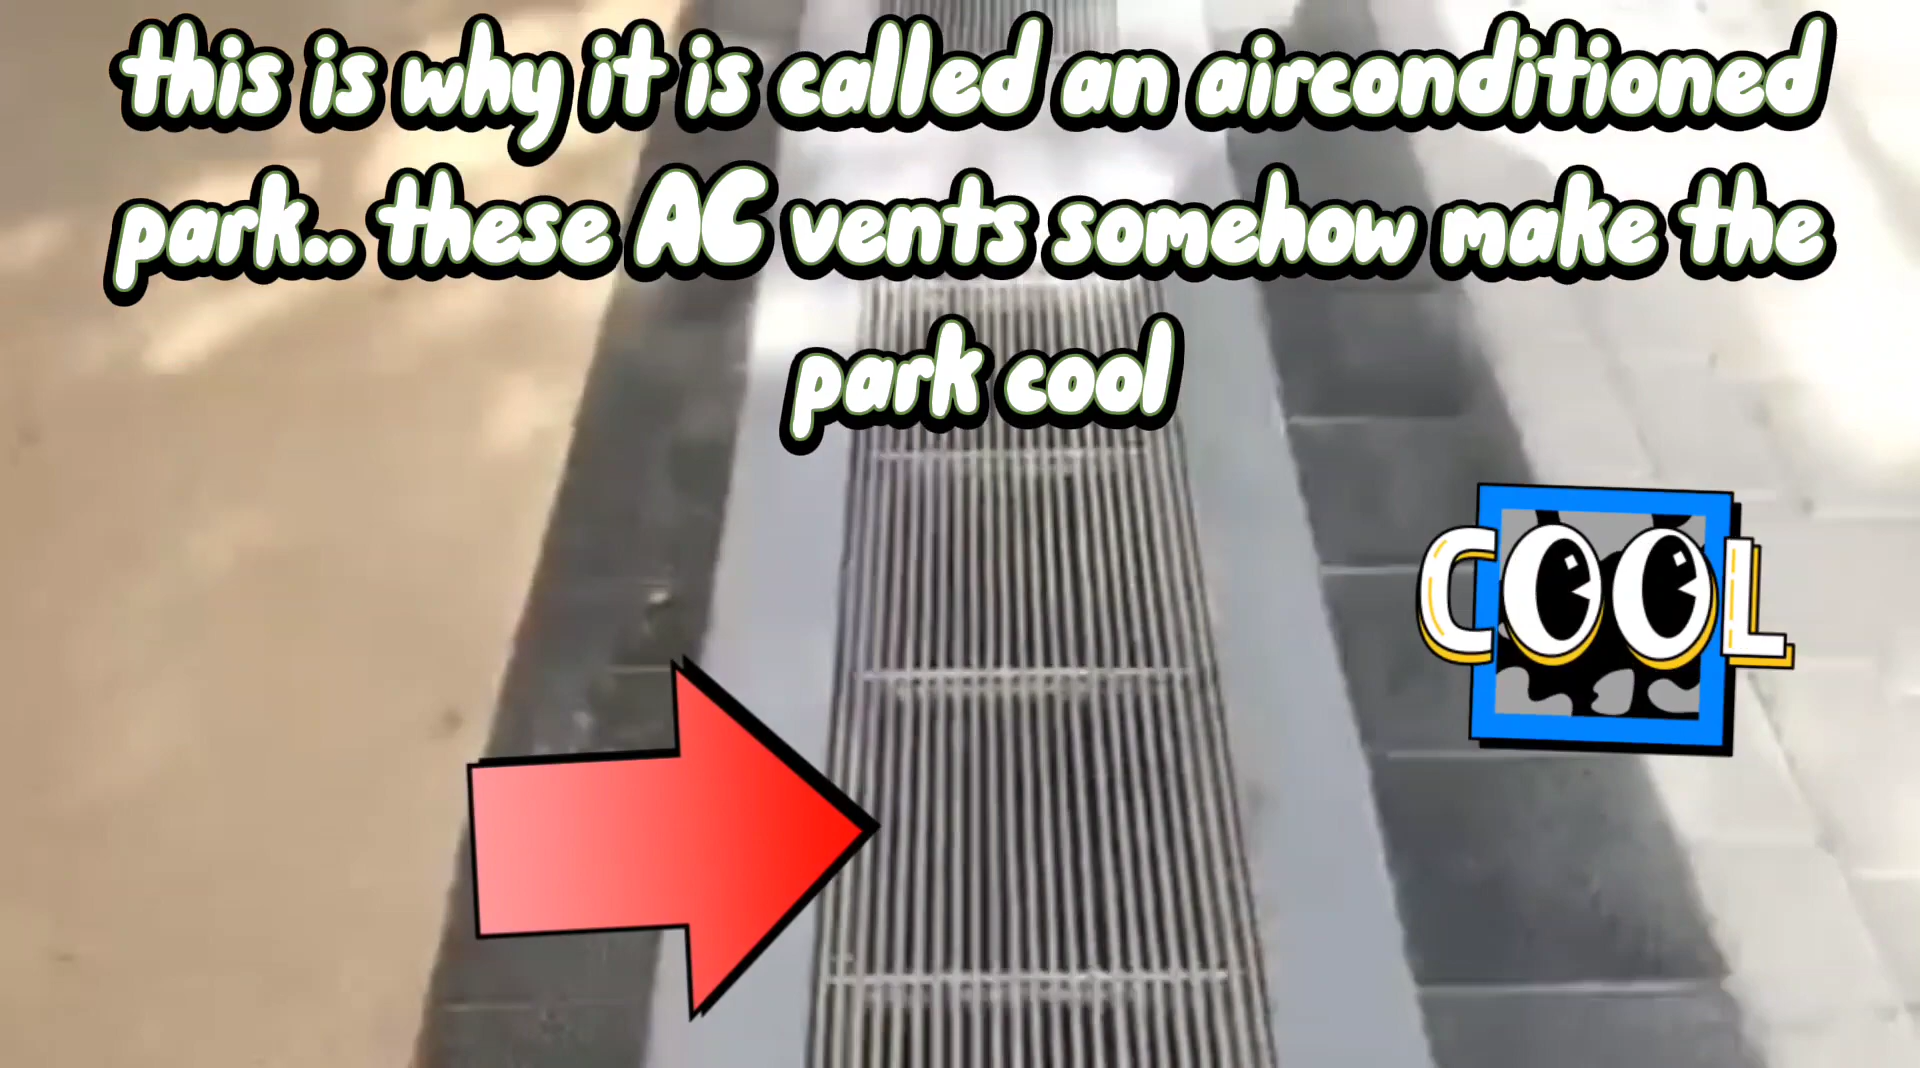 this is why it is called an airconditioned
park.. these AC vents somehow make the
park cool
COOL